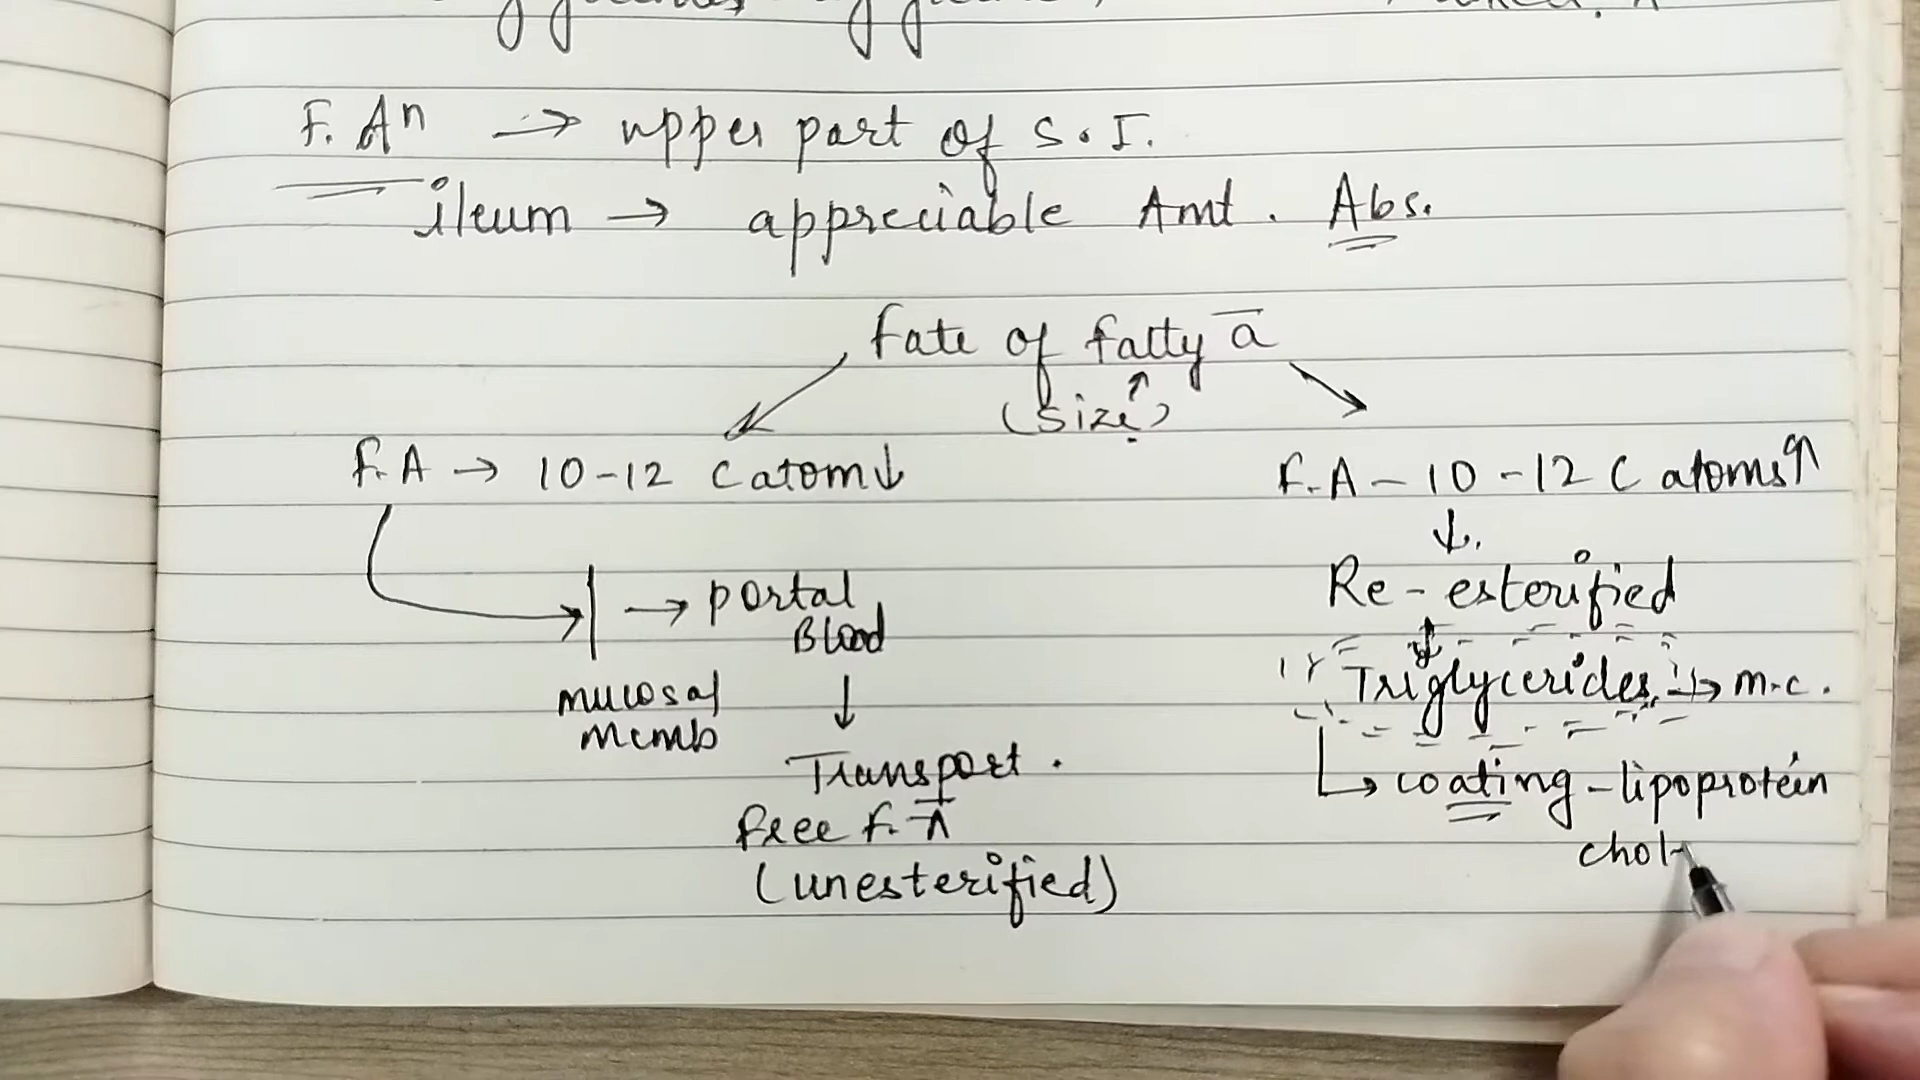 F. Aⁿ → upper part of S.I.
ileum → appreciable Amt. Abs.
Fate of fatty a̅
(size↑)
F.A → 10-12 C atom↓
F.A - 10-12 C atoms↑
↓
Re-esterified
→ portal
Blood
↓
Triglycerides → m.c.
mucosal
memb
↓
Transport.
→ coating - lipoprotein
Free F. A̅
chol
(unesterified)